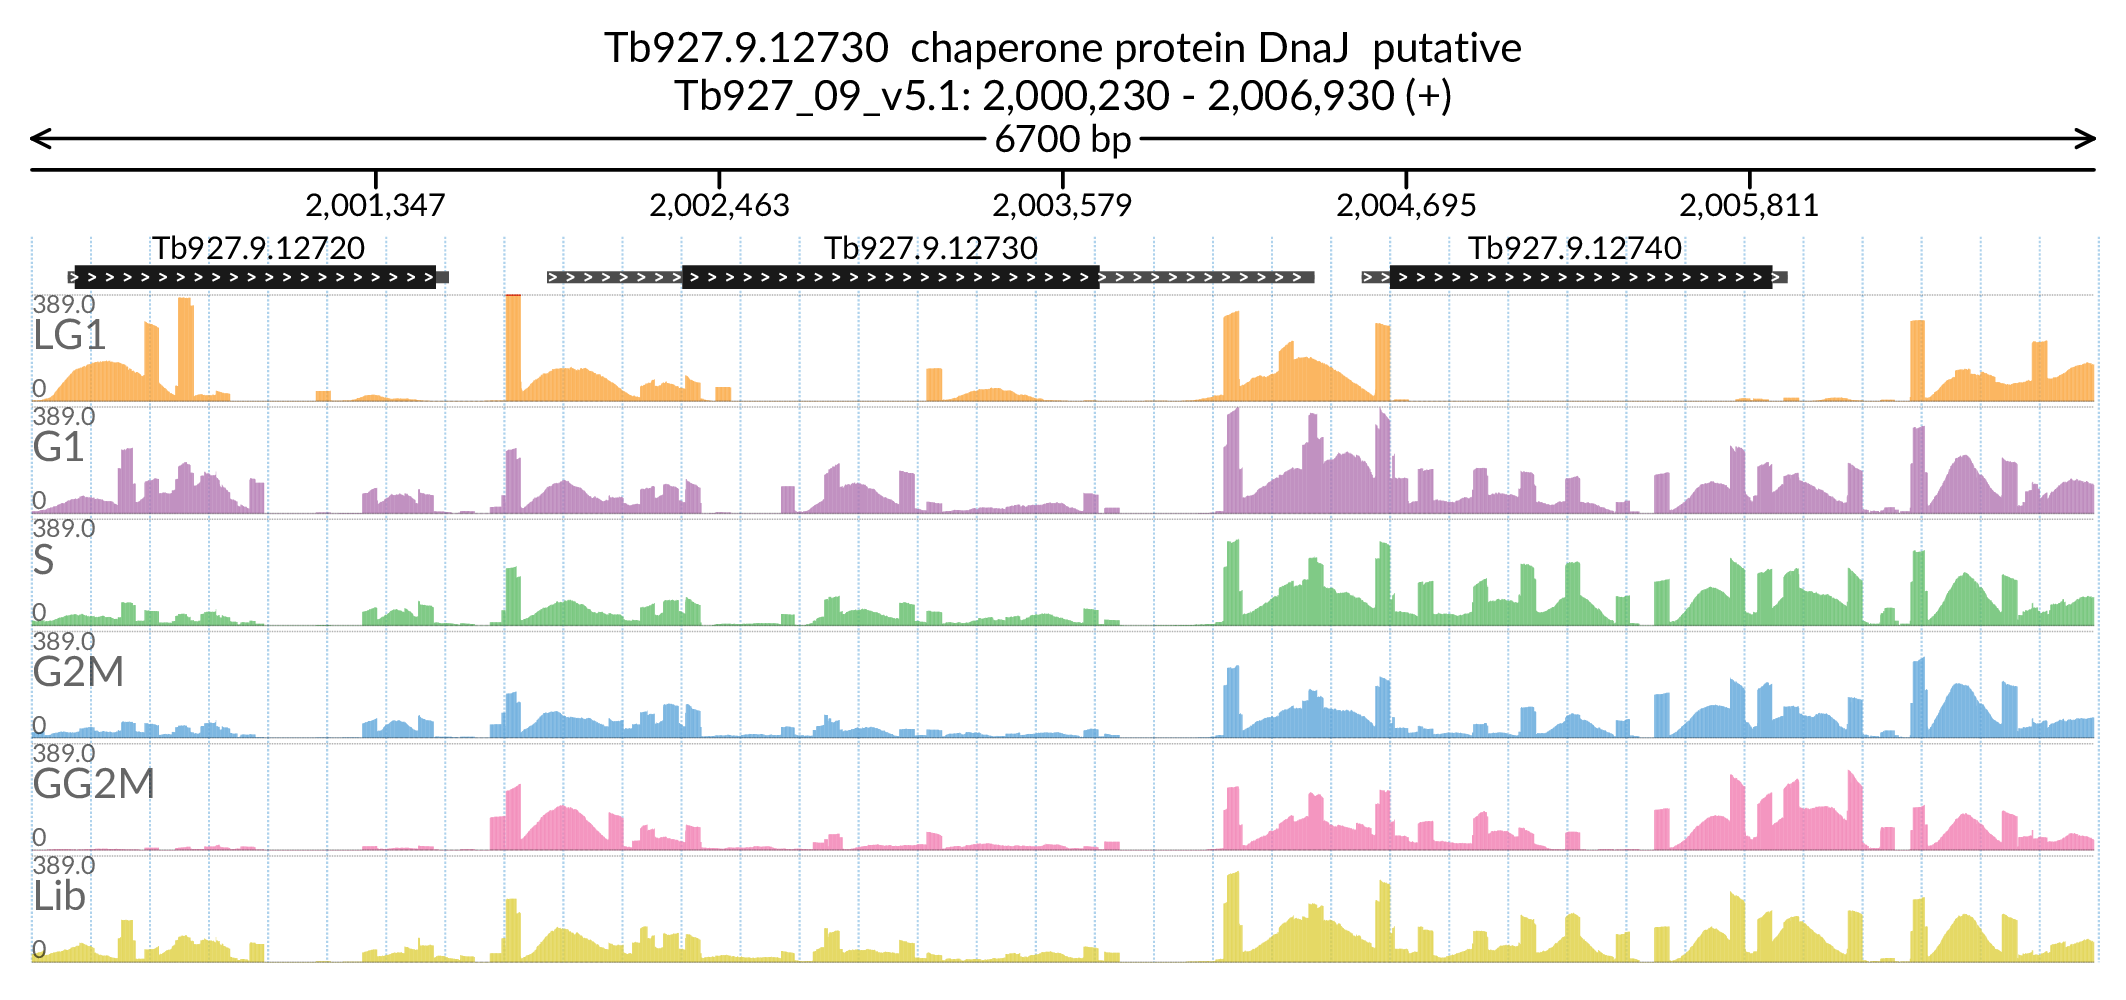 Tb927.9.12730  chaperone protein DnaJ  putative
Tb927_09_v5.1: 2,000,230 - 2,006,930 (+)
6700 bp
2,001,347 2,002,463 2,003,579 2,004,695 2,005,811
Tb927.9.12720 Tb927.9.12730 Tb927.9.12740
389.0
LG1
0
389.0
G1
0
389.0
S
0
389.0
G2M
0
389.0
GG2M
0
389.0
Lib
0